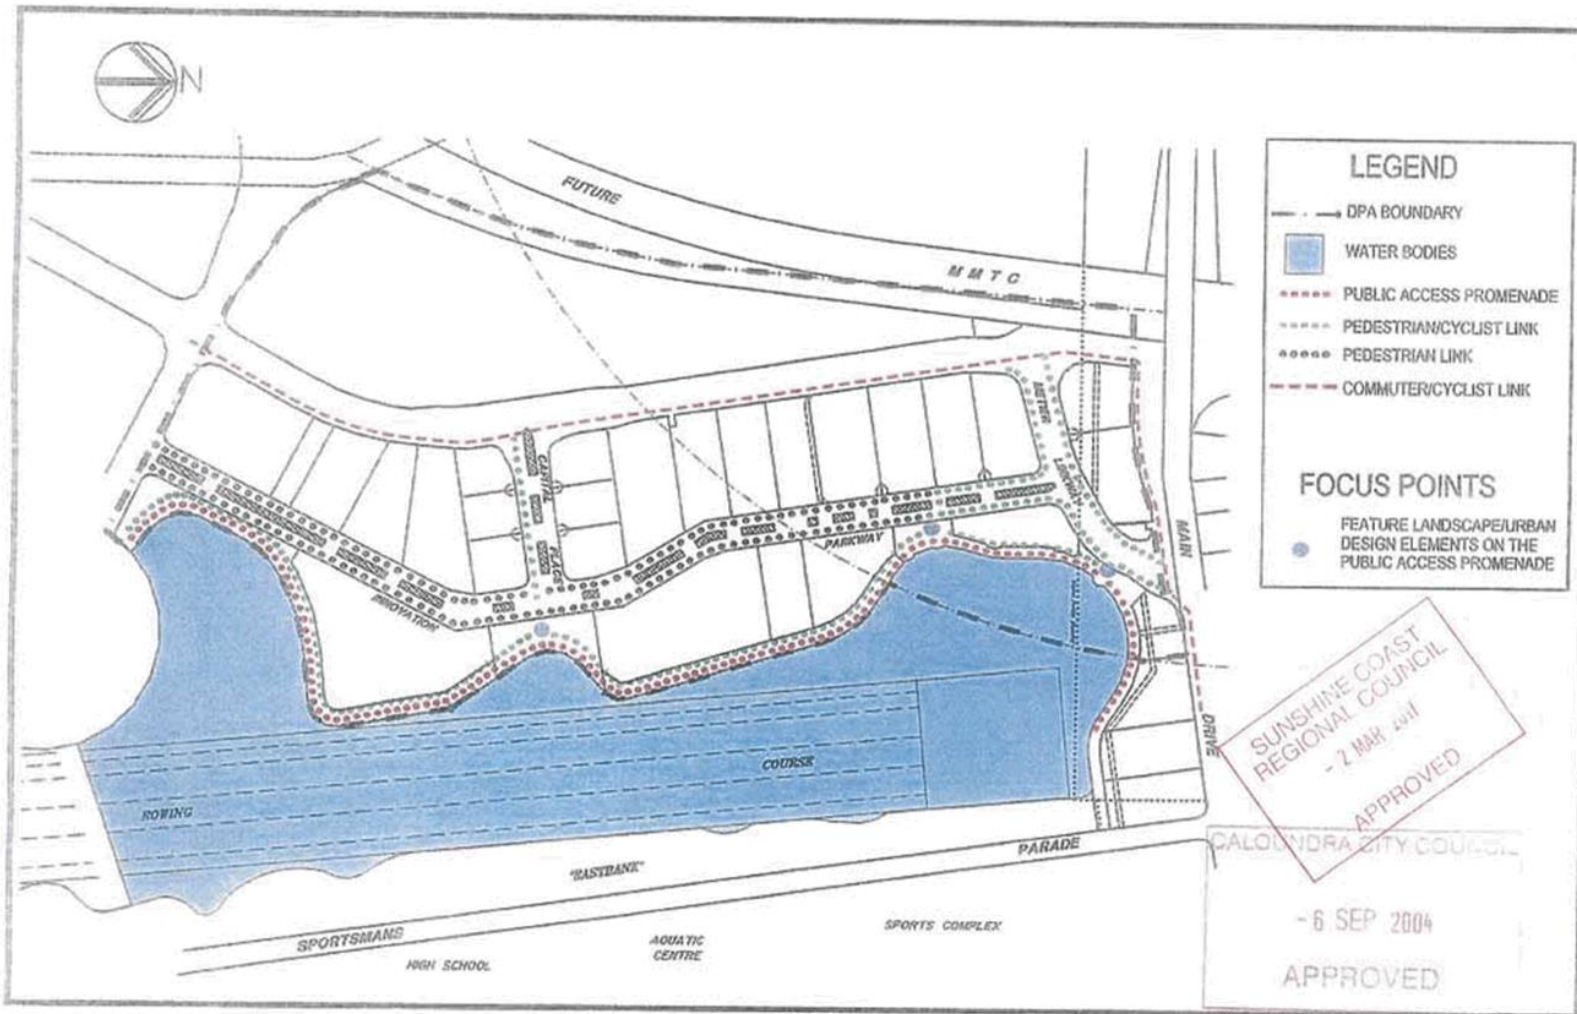 N
FUTURE
M M T C
LEGEND
DPA BOUNDARY
WATER BODIES
PUBLIC ACCESS PROMENADE
PEDESTRIAN/CYCLIST LINK
PEDESTRIAN LINK
COMMUTER/CYCLIST LINK
FOCUS POINTS
FEATURE LANDSCAPE/URBAN
DESIGN ELEMENTS ON THE
PUBLIC ACCESS PROMENADE
CAPITAL
PLACE
INNOVATION
PARKWAY
MAIN
DRIVE
ROWING
COURSE
"EASTBANK"
SPORTSMANS
PARADE
HIGH SCHOOL
AQUATIC
CENTRE
SPORTS COMPLEX
SUNSHINE COAST
REGIONAL COUNCIL
- 2 MAR 2011
APPROVED
CALOUNDRA CITY COUNCIL
- 6 SEP 2004
APPROVED